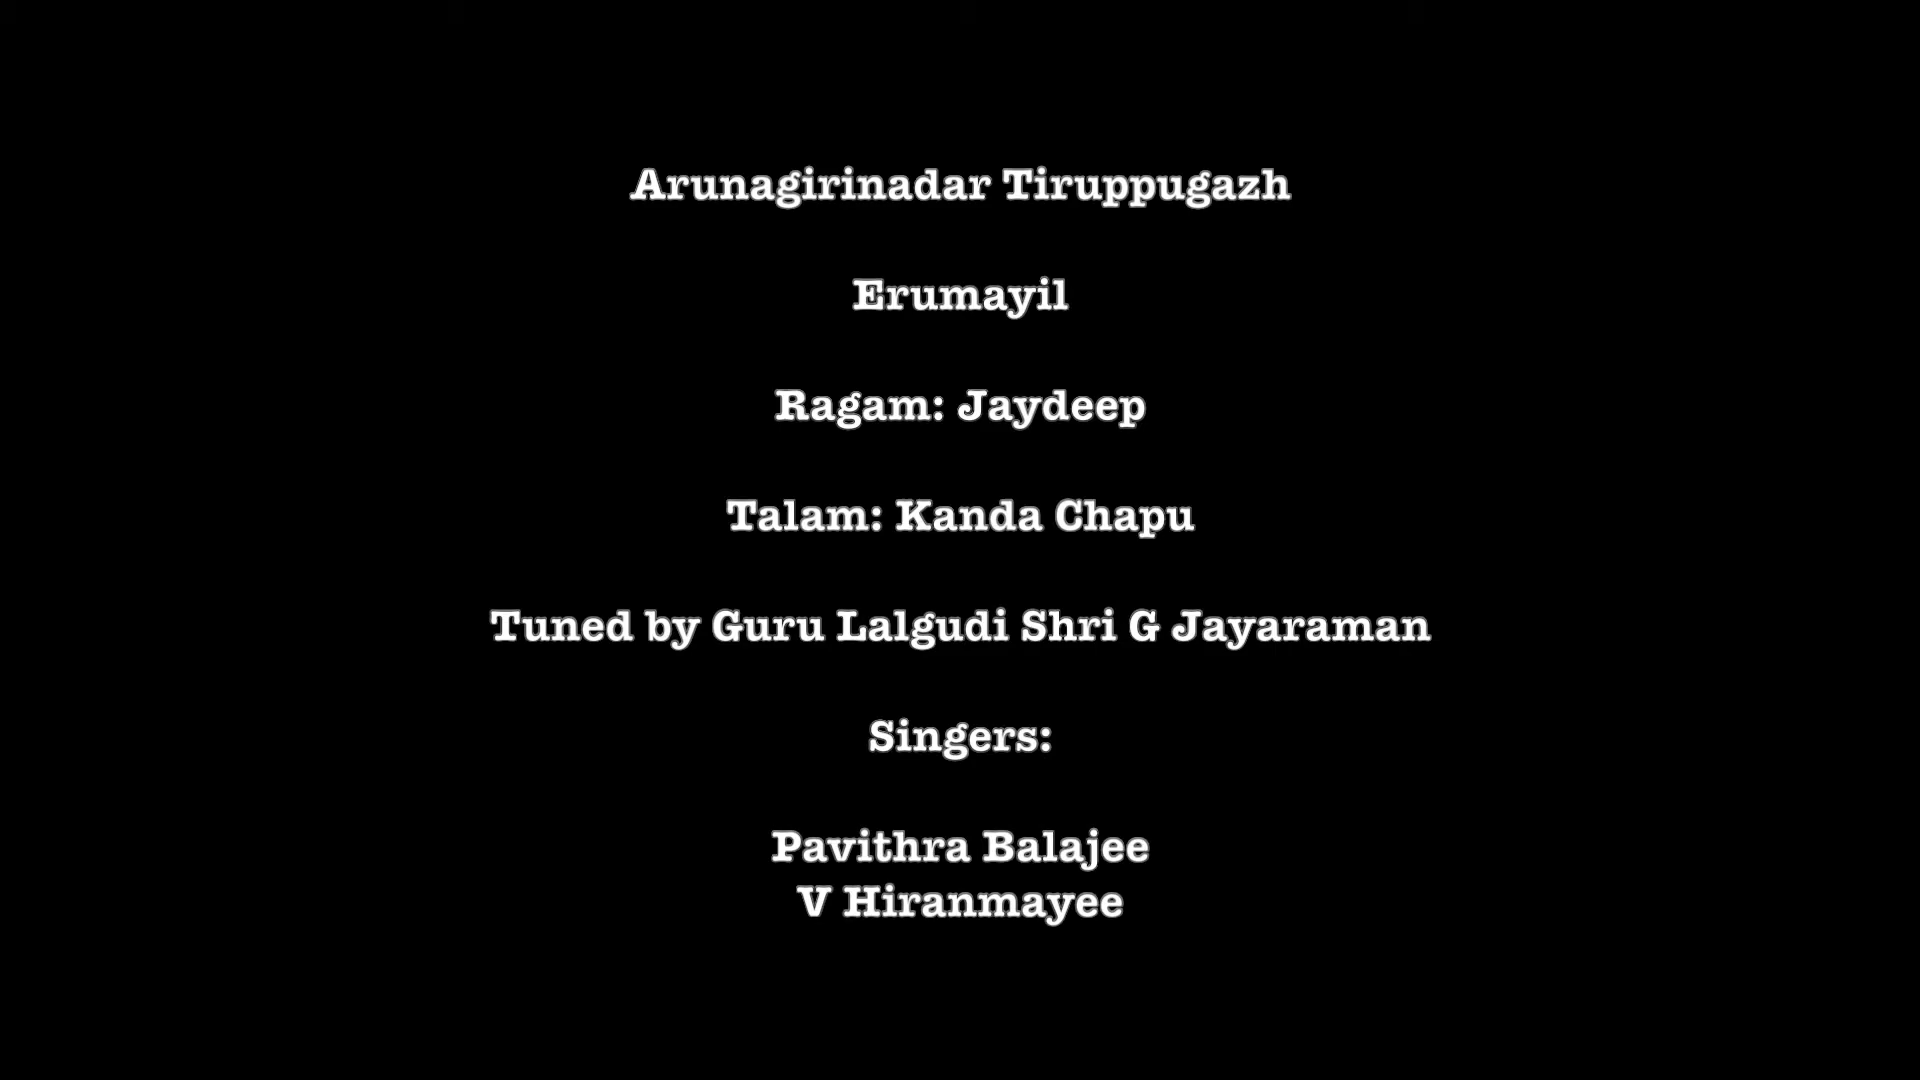 Arunagirinadar Tiruppugazh
Erumayil
Ragam: Jaydeep
Talam: Kanda Chapu
Tuned by Guru Lalgudi Shri G Jayaraman
Singers:
Pavithra Balajee
V Hiranmayee